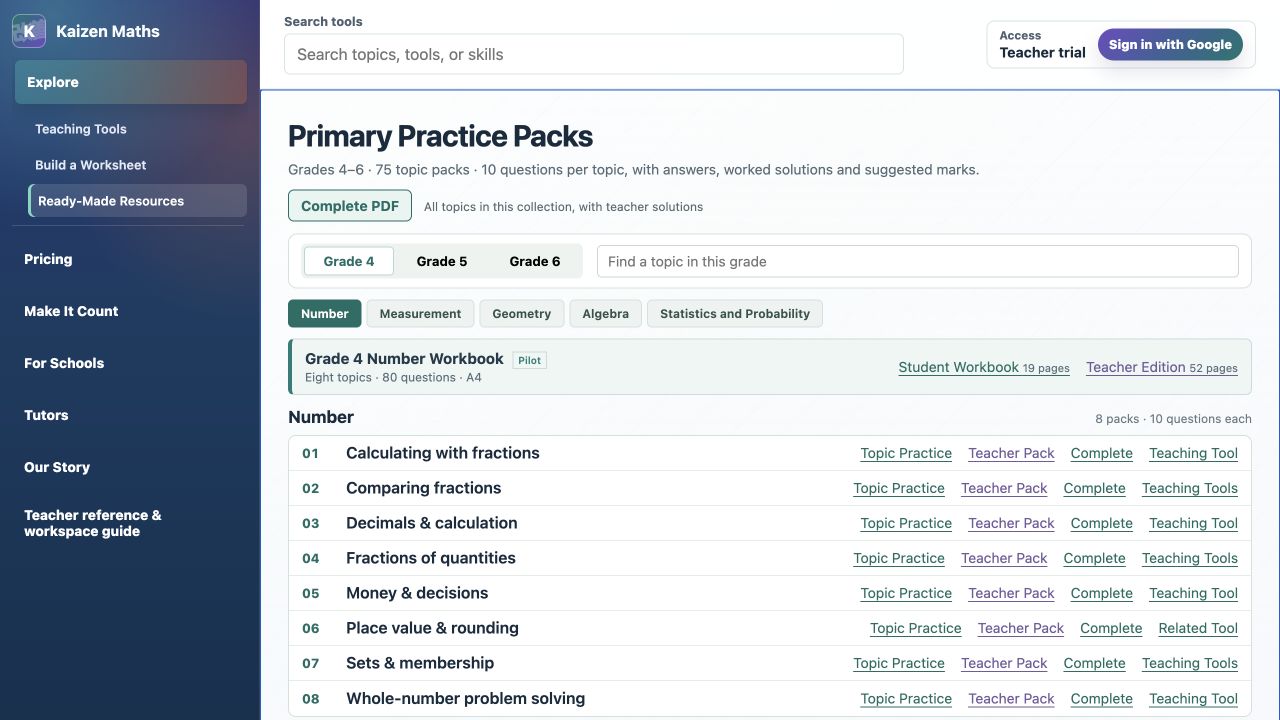 K
Kaizen Maths
Explore
Teaching Tools
Build a Worksheet
Ready-Made Resources
Pricing
Make It Count
For Schools
Tutors
Our Story
Teacher reference &
workspace guide
Search tools
Search topics, tools, or skills
Access
Teacher trial
Sign in with Google
Primary Practice Packs
Grades 4–6 · 75 topic packs · 10 questions per topic, with answers, worked solutions and suggested marks.
Complete PDF All topics in this collection, with teacher solutions
Grade 4 Grade 5 Grade 6 Find a topic in this grade
Number Measurement Geometry Algebra Statistics and Probability
Grade 4 Number Workbook Pilot
Eight topics · 80 questions · A4
Student Workbook 19 pages Teacher Edition 52 pages
Number 8 packs · 10 questions each
01 Calculating with fractions Topic Practice Teacher Pack Complete Teaching Tool
02 Comparing fractions Topic Practice Teacher Pack Complete Teaching Tools
03 Decimals & calculation Topic Practice Teacher Pack Complete Teaching Tool
04 Fractions of quantities Topic Practice Teacher Pack Complete Teaching Tools
05 Money & decisions Topic Practice Teacher Pack Complete Teaching Tool
06 Place value & rounding Topic Practice Teacher Pack Complete Related Tool
07 Sets & membership Topic Practice Teacher Pack Complete Teaching Tools
08 Whole-number problem solving Topic Practice Teacher Pack Complete Teaching Tool